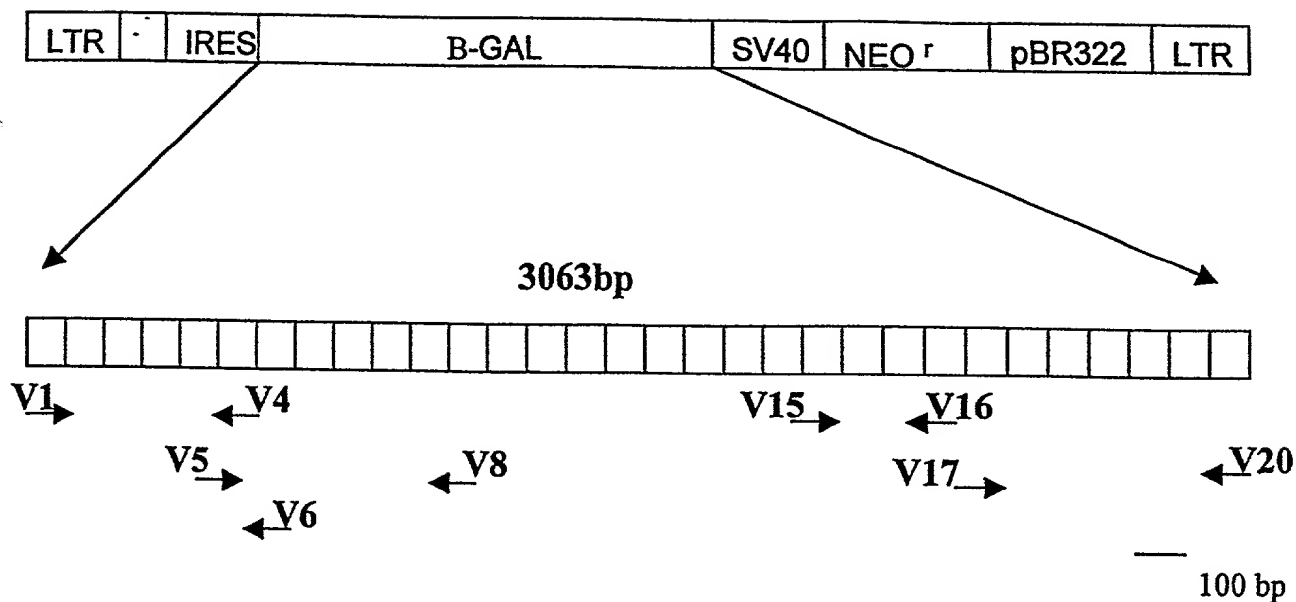 LTR IRES B-GAL SV40 NEO r pBR322 LTR
3063bp
V1 V4 V15 V16
V5 V8 V17 V20
V6
100 bp